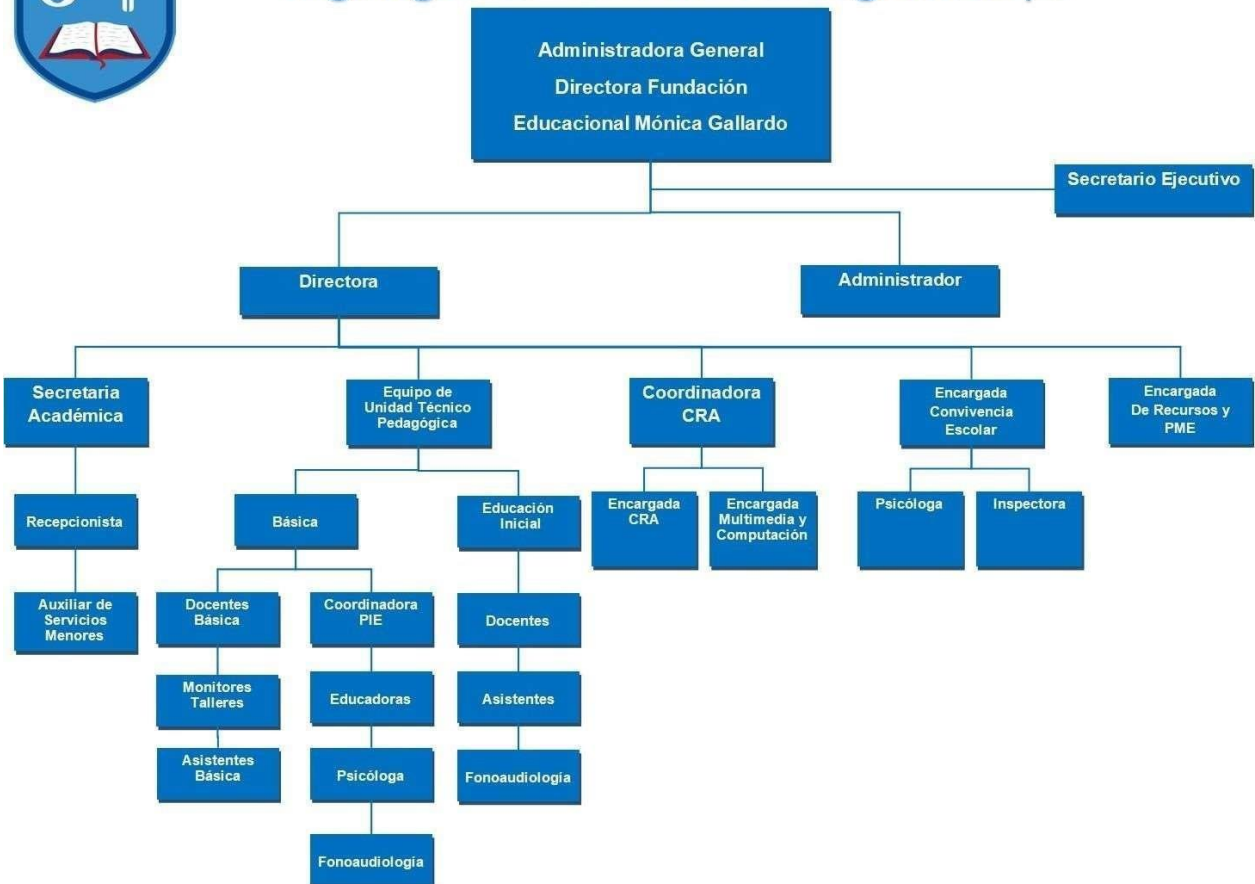 Administradora General
Directora Fundación
Educacional Mónica Gallardo
Secretario Ejecutivo
Directora
Administrador
Secretaria
Académica
Equipo de
Unidad Técnico
Pedagógica
Coordinadora
CRA
Encargada
Convivencia
Escolar
Encargada
De Recursos y
PME
Recepcionista
Básica
Educación
Inicial
Encargada
CRA
Encargada
Multimedia y
Computación
Psicóloga
Inspectora
Auxiliar de
Servicios
Menores
Docentes
Básica
Coordinadora
PIE
Docentes
Monitores
Talleres
Educadoras
Asistentes
Asistentes
Básica
Psicóloga
Fonoaudiología
Fonoaudiología